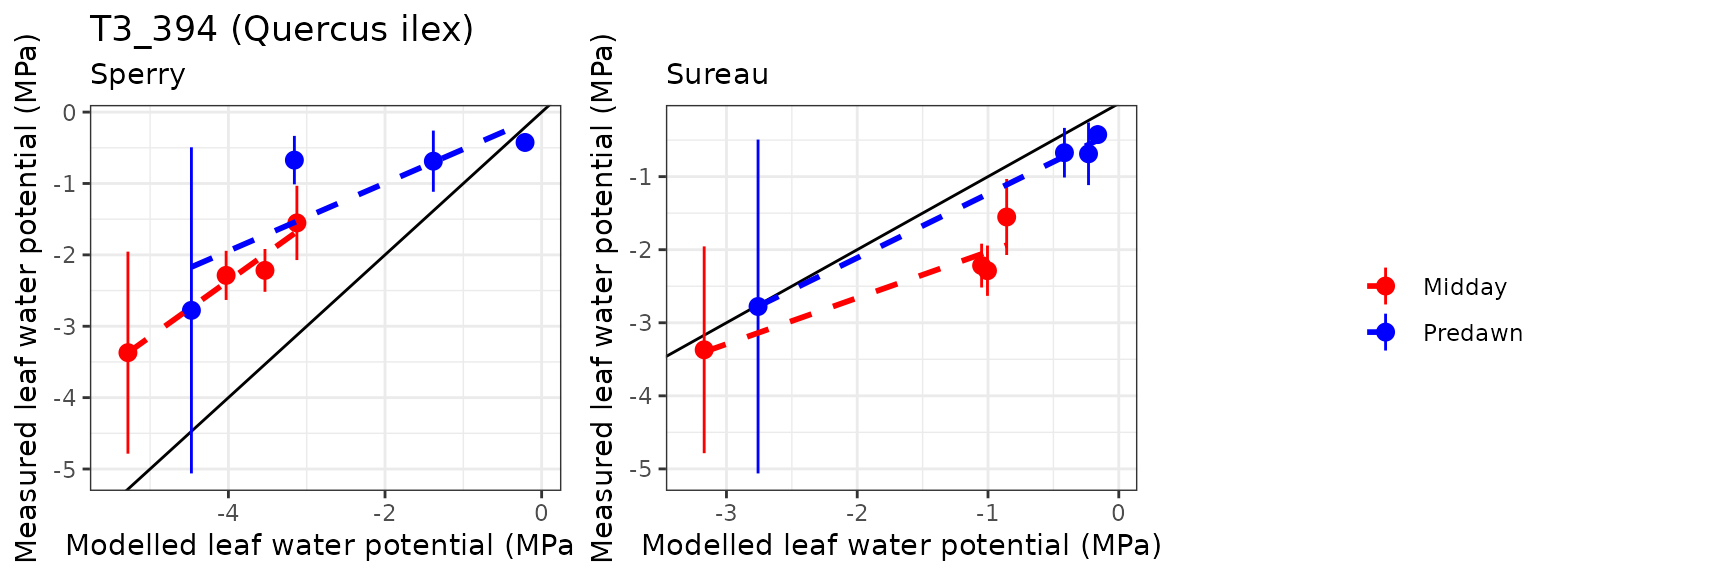 T3_394 (Quercus ilex)
Sperry
Measured leaf water potential (MPa)
0
-1
-2
-3
-4
-5
-4
-2
0
Modelled leaf water potential (MPa
Sureau
Measured leaf water potential (MPa)
-1
-2
-3
-4
-5
-3
-2
-1
0
Modelled leaf water potential (MPa)
Midday
Predawn